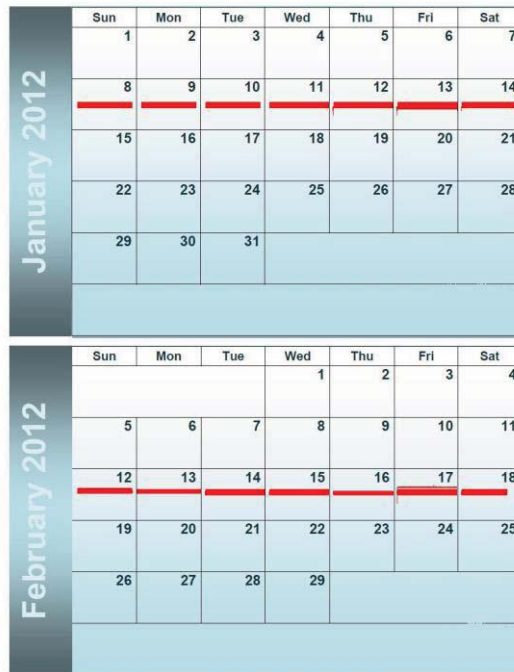 January 2012
Sun Mon Tue Wed Thu Fri Sat
1 2 3 4 5 6 7
8 9 10 11 12 13 14
15 16 17 18 19 20 21
22 23 24 25 26 27 28
29 30 31
February 2012
Sun Mon Tue Wed Thu Fri Sat
1 2 3 4
5 6 7 8 9 10 11
12 13 14 15 16 17 18
19 20 21 22 23 24 25
26 27 28 29